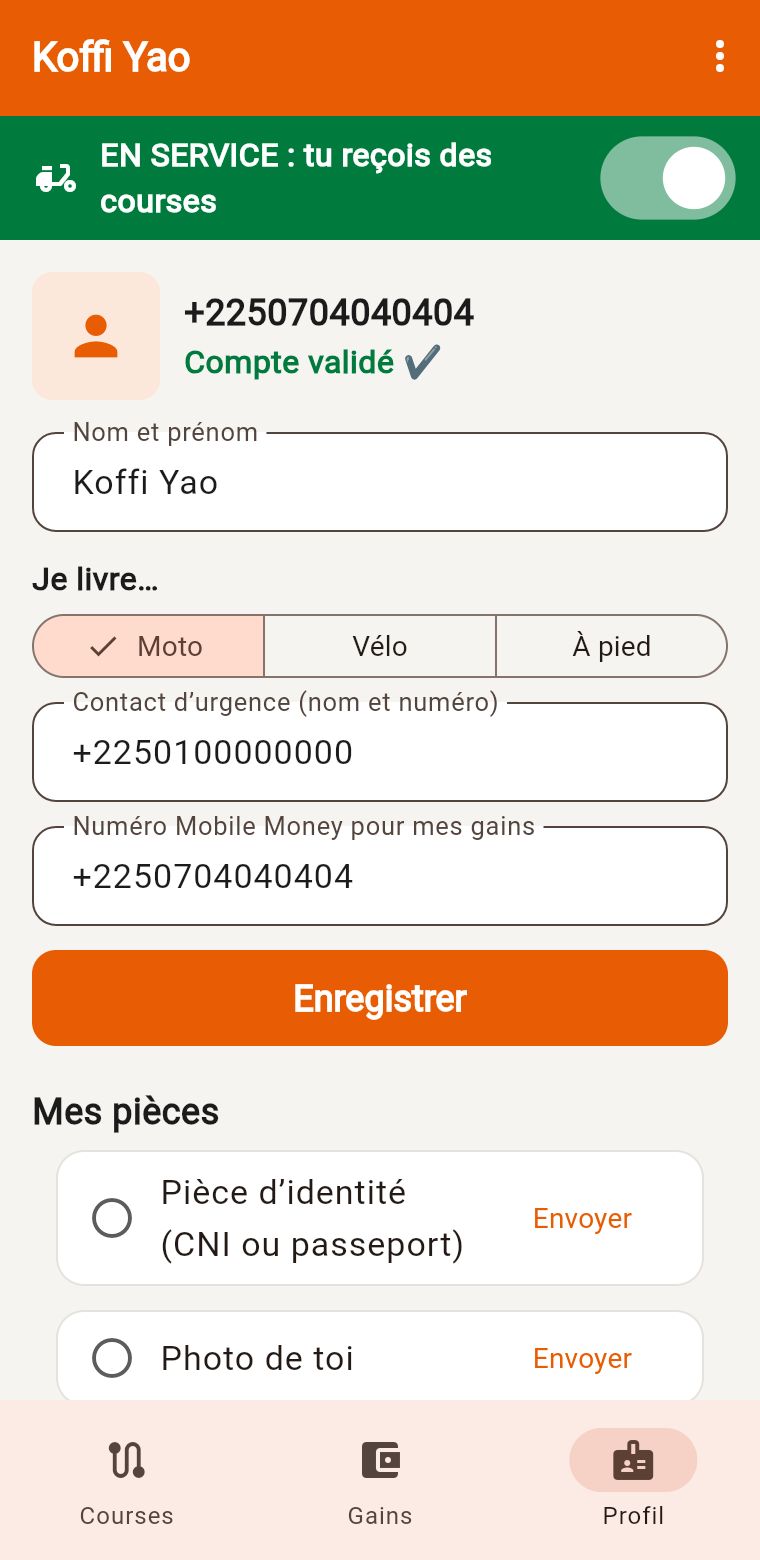 Koffi Yao
EN SERVICE : tu reçois des
courses
+2250704040404
Compte validé ✔
Nom et prénom
Koffi Yao
Je livre…
Moto
Vélo
À pied
Contact d’urgence (nom et numéro)
+2250100000000
Numéro Mobile Money pour mes gains
+2250704040404
Enregistrer
Mes pièces
Pièce d’identité
(CNI ou passeport)
Envoyer
Photo de toi
Envoyer
Courses
Gains
Profil